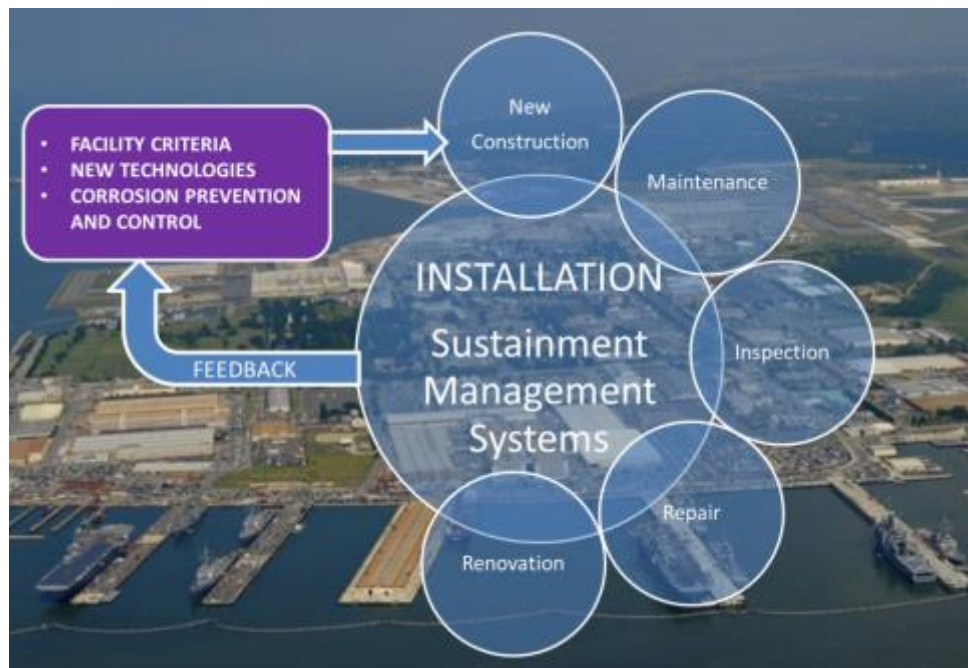 • FACILITY CRITERIA
• NEW TECHNOLOGIES
• CORROSION PREVENTION
AND CONTROL
New
Construction
Maintenance
INSTALLATION
Sustainment
Management
Systems
Inspection
FEEDBACK
Repair
Renovation